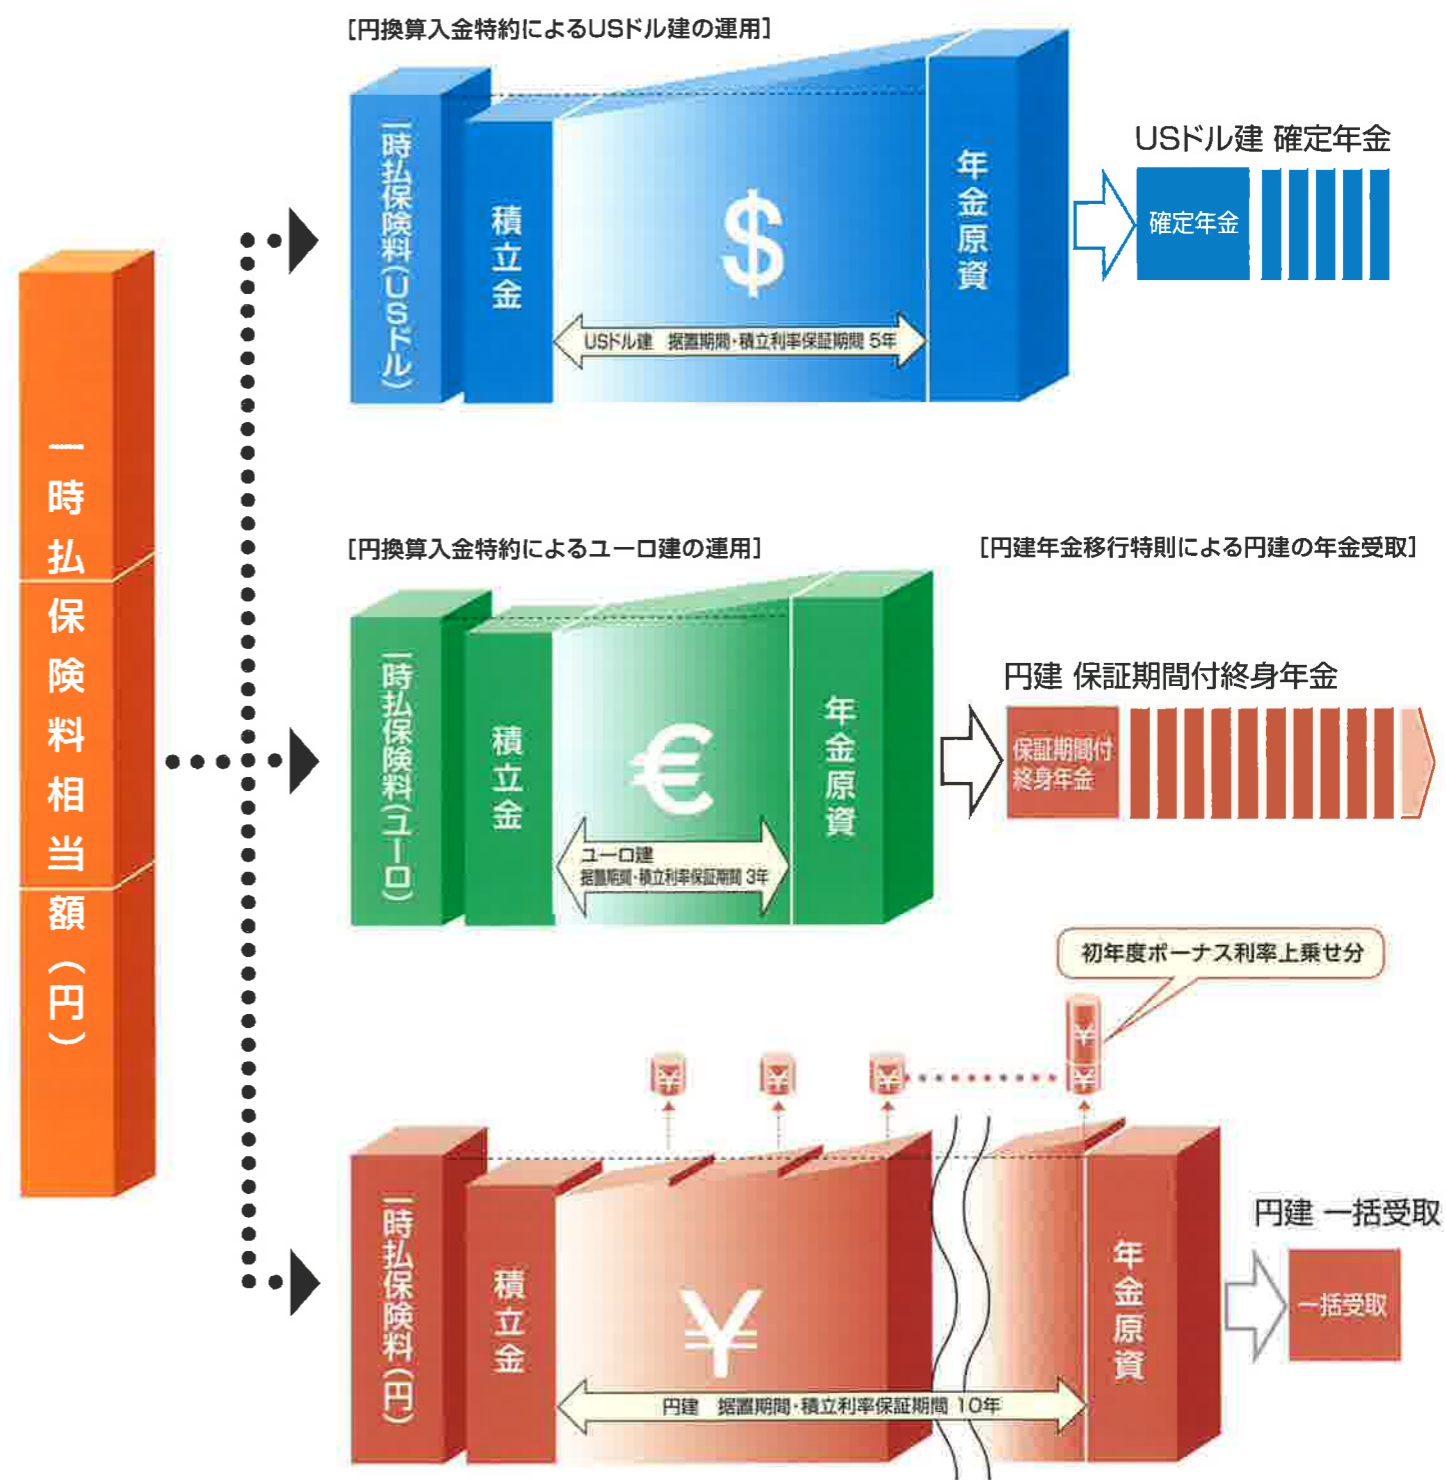 一時払保険料相当額(円)
[円換算入金特約によるUSドル建の運用]
一時払保険料(USドル)
積立金
$
USドル建 据置期間・積立利率保証期間 5年
年金原資
USドル建 確定年金
確定年金
[円換算入金特約によるユーロ建の運用]
一時払保険料(ユーロ)
積立金
€
ユーロ建
据置期間・積立利率保証期間 3年
年金原資
[円建年金移行特則による円建の年金受取]
円建 保証期間付終身年金
保証期間付
終身年金
初年度ボーナス利率上乗せ分
¥
¥
¥
¥
¥
一時払保険料(円)
積立金
¥
円建 据置期間・積立利率保証期間 10年
年金原資
円建 一括受取
一括受取